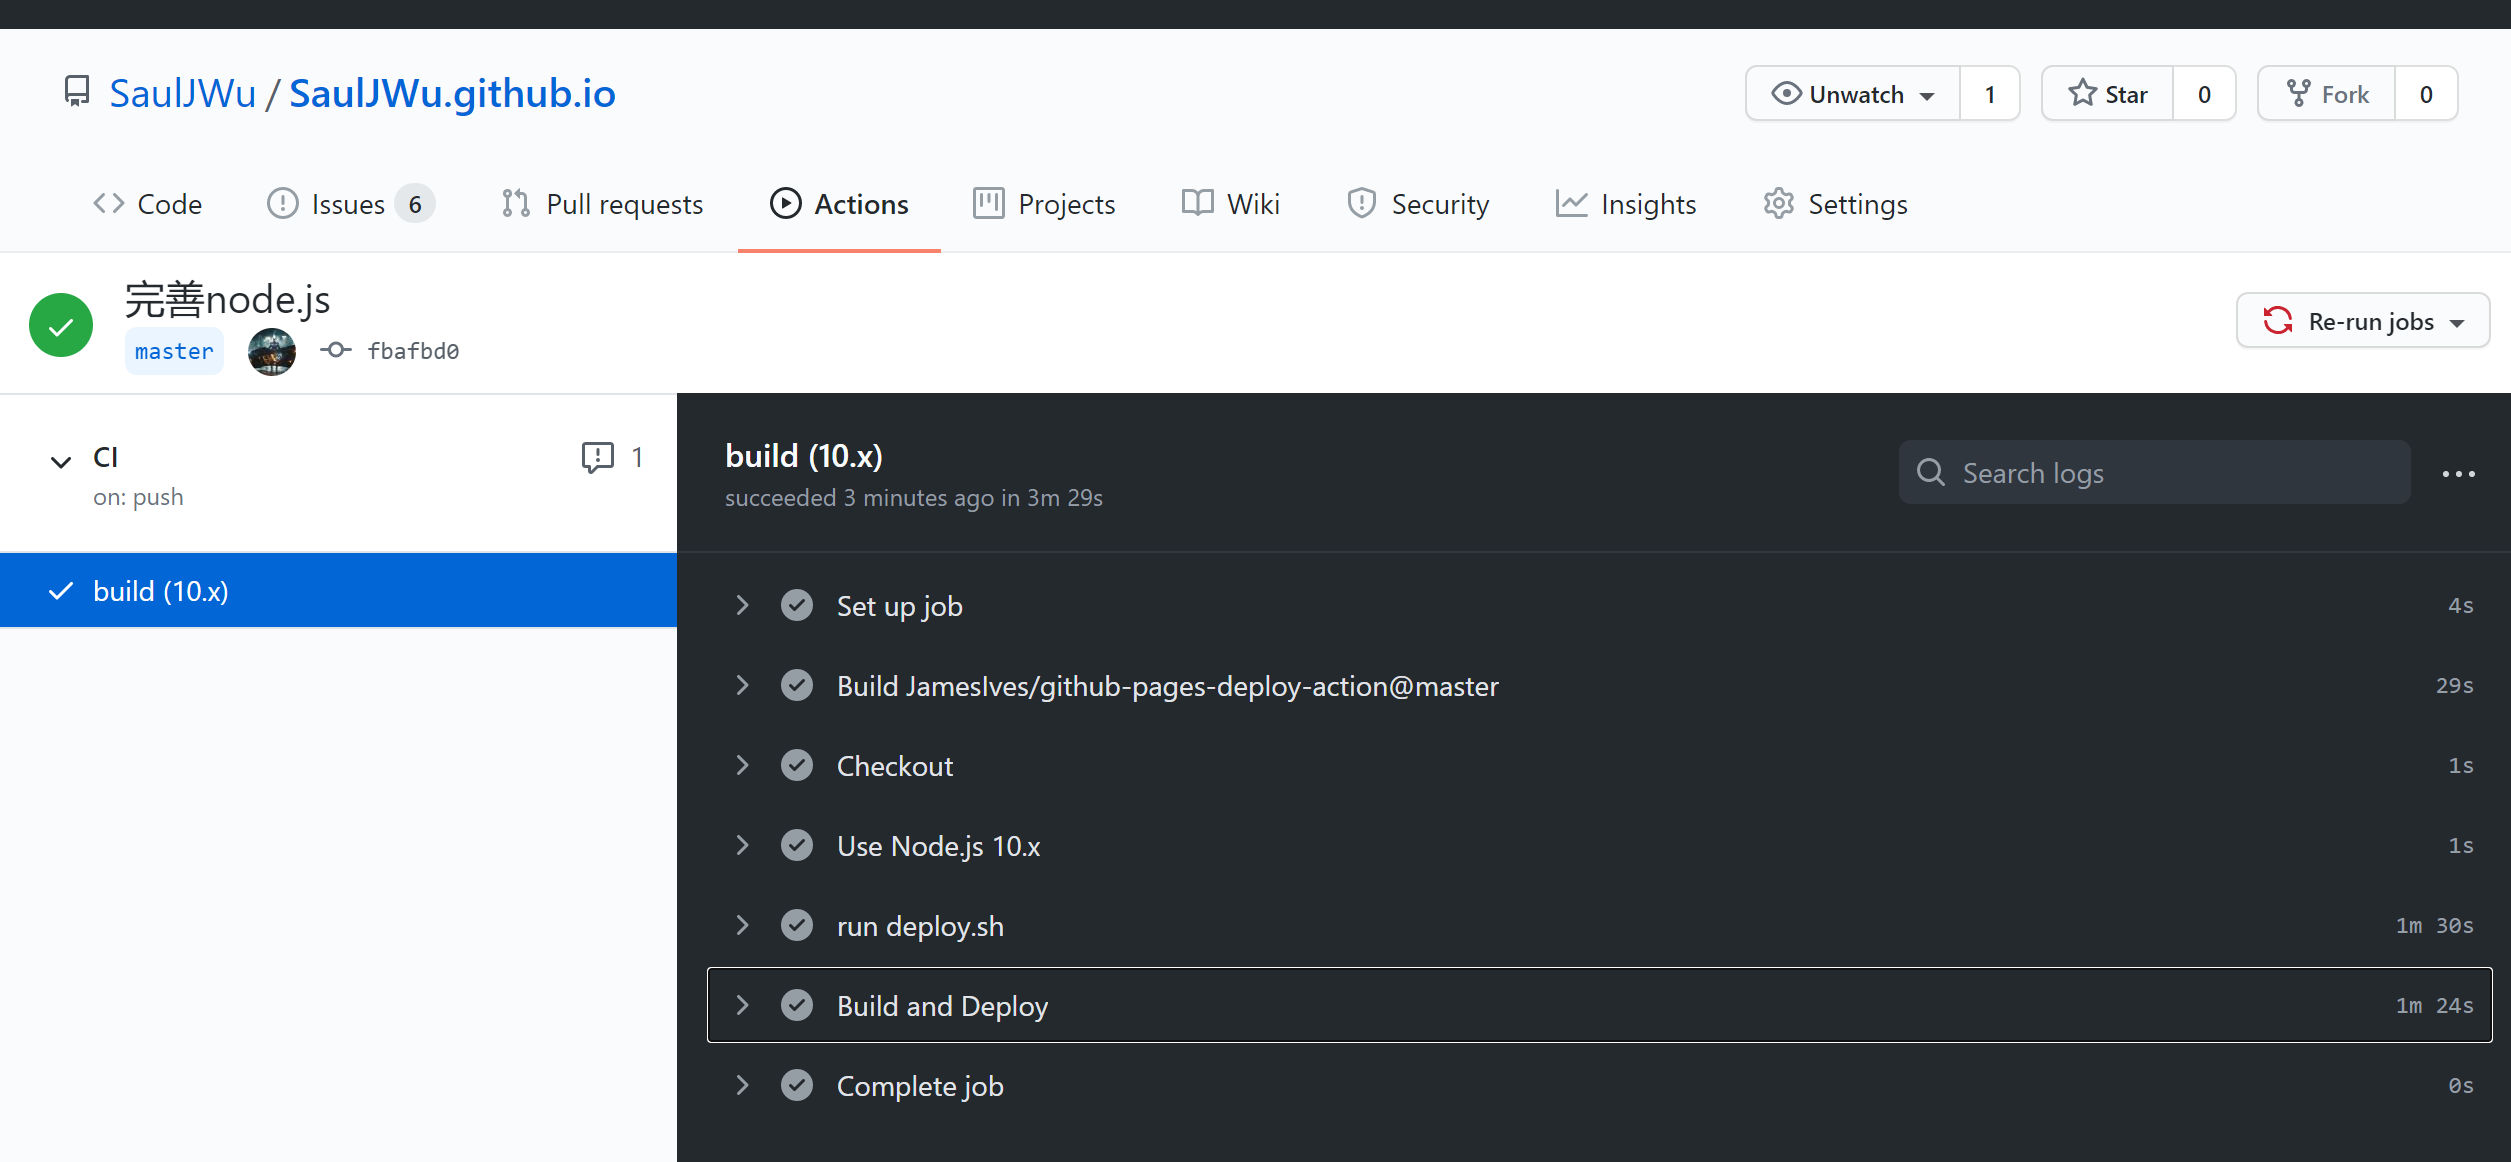 SaulJWu / SaulJWu.github.io
Unwatch 1
Star 0
Fork 0
Code
Issues 6
Pull requests
Actions
Projects
Wiki
Security
Insights
Settings
完善node.js
master fbafbd0
Re-run jobs
CI 1
on: push
build (10.x)
build (10.x)
succeeded 3 minutes ago in 3m 29s
Search logs
Set up job 4s
Build JamesIves/github-pages-deploy-action@master 29s
Checkout 1s
Use Node.js 10.x 1s
run deploy.sh 1m 30s
Build and Deploy 1m 24s
Complete job 0s